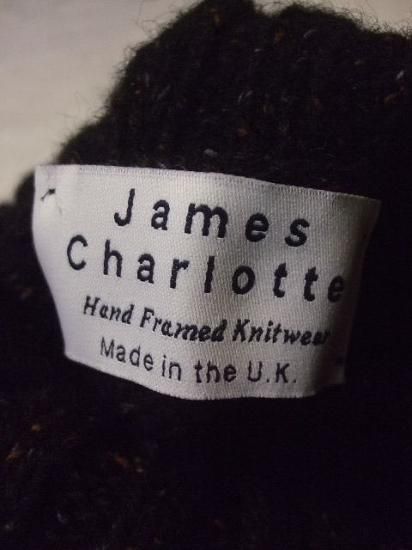 James
Charlotte
Hand Framed Knitwear
Made in the U.K.